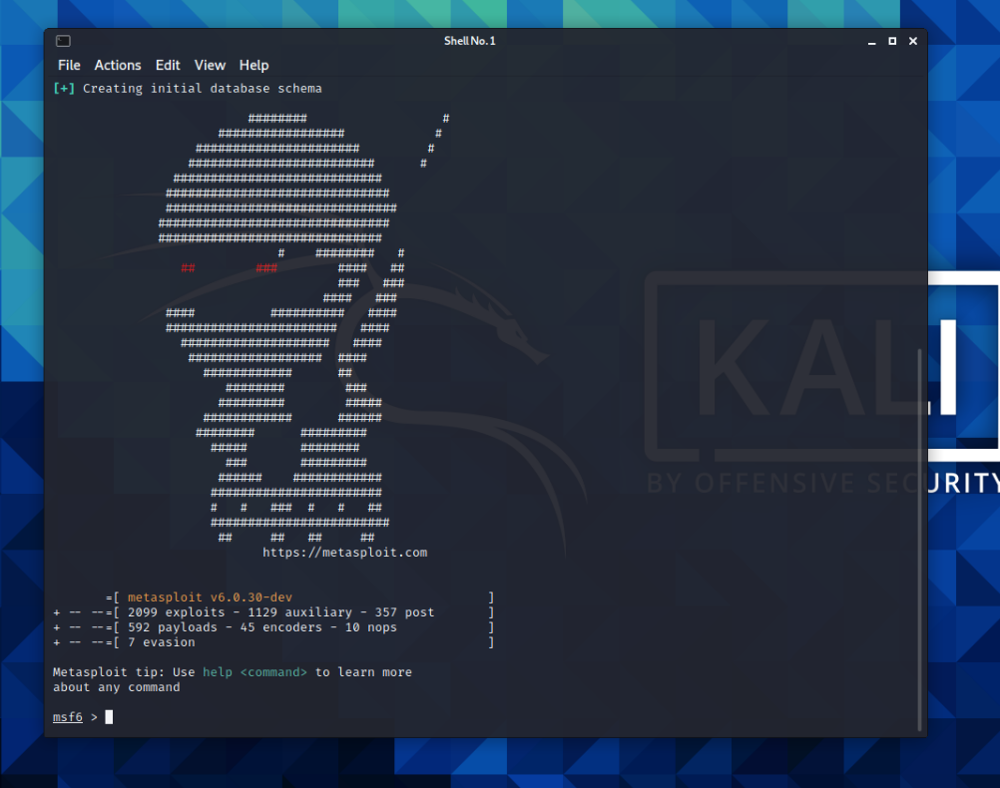 Shell No. 1
File Actions Edit View Help
[+] Creating initial database schema
https://metasploit.com
=[ metasploit v6.0.30-dev ]
+ -- --=[ 2099 exploits - 1129 auxiliary - 357 post ]
+ -- --=[ 592 payloads - 45 encoders - 10 nops ]
+ -- --=[ 7 evasion ]
Metasploit tip: Use help <command> to learn more
about any command
msf6 >
KALI
BY OFFENSIVE SECURITY